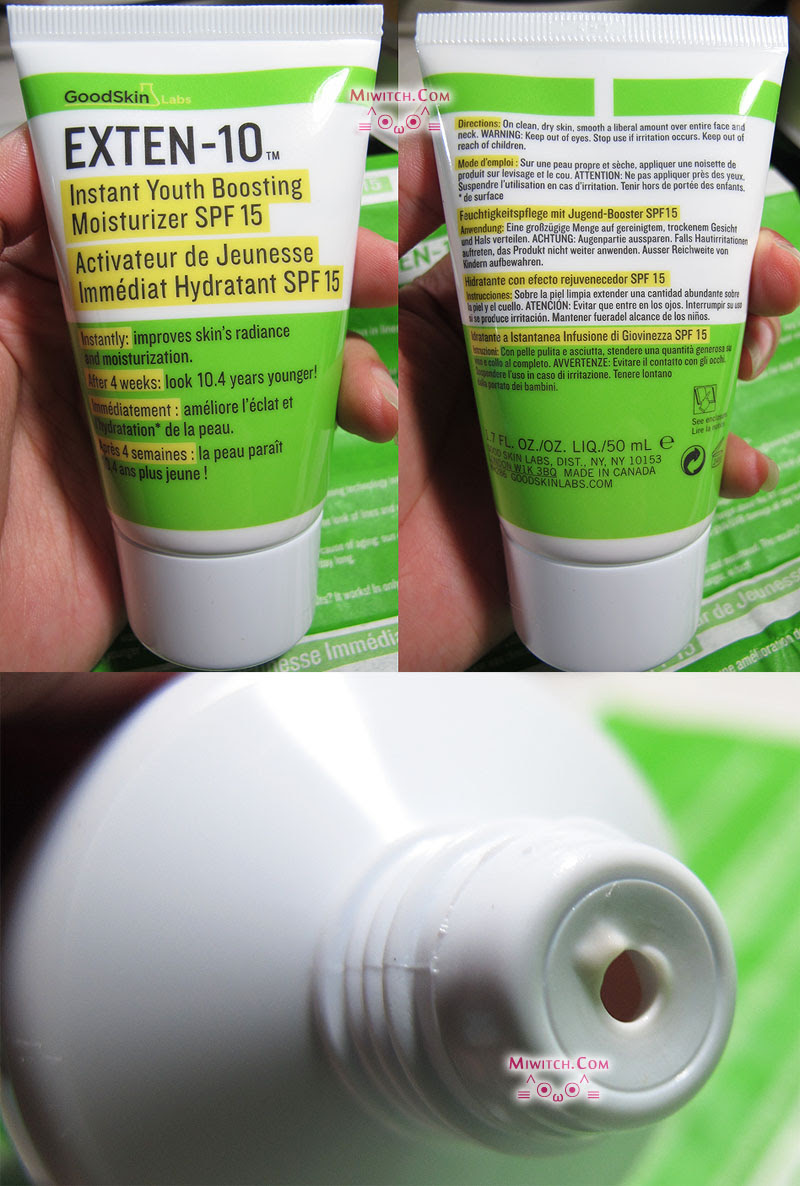 GoodSkin Labs
EXTEN-10™
Instant Youth Boosting
Moisturizer SPF 15
Activateur de Jeunesse
Immédiat Hydratant SPF 15
Instantly: improves skin's radiance
and moisturization.
After 4 weeks: look 10.4 years younger!
Immédiatement : améliore l'éclat et
l'hydratation* de la peau.
Après 4 semaines : la peau paraît
ans plus jeune !
esse Immédia
Miwitch.Com
Directions: On clean, dry skin, smooth a liberal amount over entire face and
neck. WARNING: Keep out of eyes. Stop use if irritation occurs. Keep out of
reach of children.
Mode d'emploi : Sur une peau propre et sèche, appliquer une noisette de
produit sur levisage et le cou. ATTENTION: Ne pas appliquer près des yeux.
Suspendre l'utilisation en cas d'irritation. Tenir hors de portée des enfants.
* de surface
Feuchtigkeitspflege mit Jugend-Booster SPF15
Anwendung: Eine großzügige Menge auf gereinigtem, trockenem Gesicht
und Hals verteilen. ACHTUNG: Augenpartie aussparen. Falls Hautirritationen
auftreten, das Produkt nicht weiter anwenden. Ausser Reichweite von
Kindern aufbewahren.
Hidratante con efecto rejuvenecedor SPF 15
Instrucciones: Sobre la piel limpia extender una cantidad abundante sobre
la piel y el cuello. ATENCIÓN: Evitar que entre en los ojos. Interrumpir su uso
si se produce irritación. Mantener fueradel alcance de los niños.
Idratante a Istantanea Infusione di Giovinezza SPF 15
Istruzioni: Con pelle pulita e asciutta, stendere una quantità generosa su
viso e collo al completo. AVVERTENZE: Evitare il contatto con gli occhi.
Sospendere l'uso in caso di irritazione. Tenere lontano
dalla portata dei bambini.
See enclosed
Lire la
1.7 FL. OZ./OZ. LIQ./50 mL e
GOOD SKIN LABS, DIST., NY, NY 10153
LONDON W1K 3BQ MADE IN CANADA
GOODSKINLABS.COM
de Jeunesse
Miwitch.Com